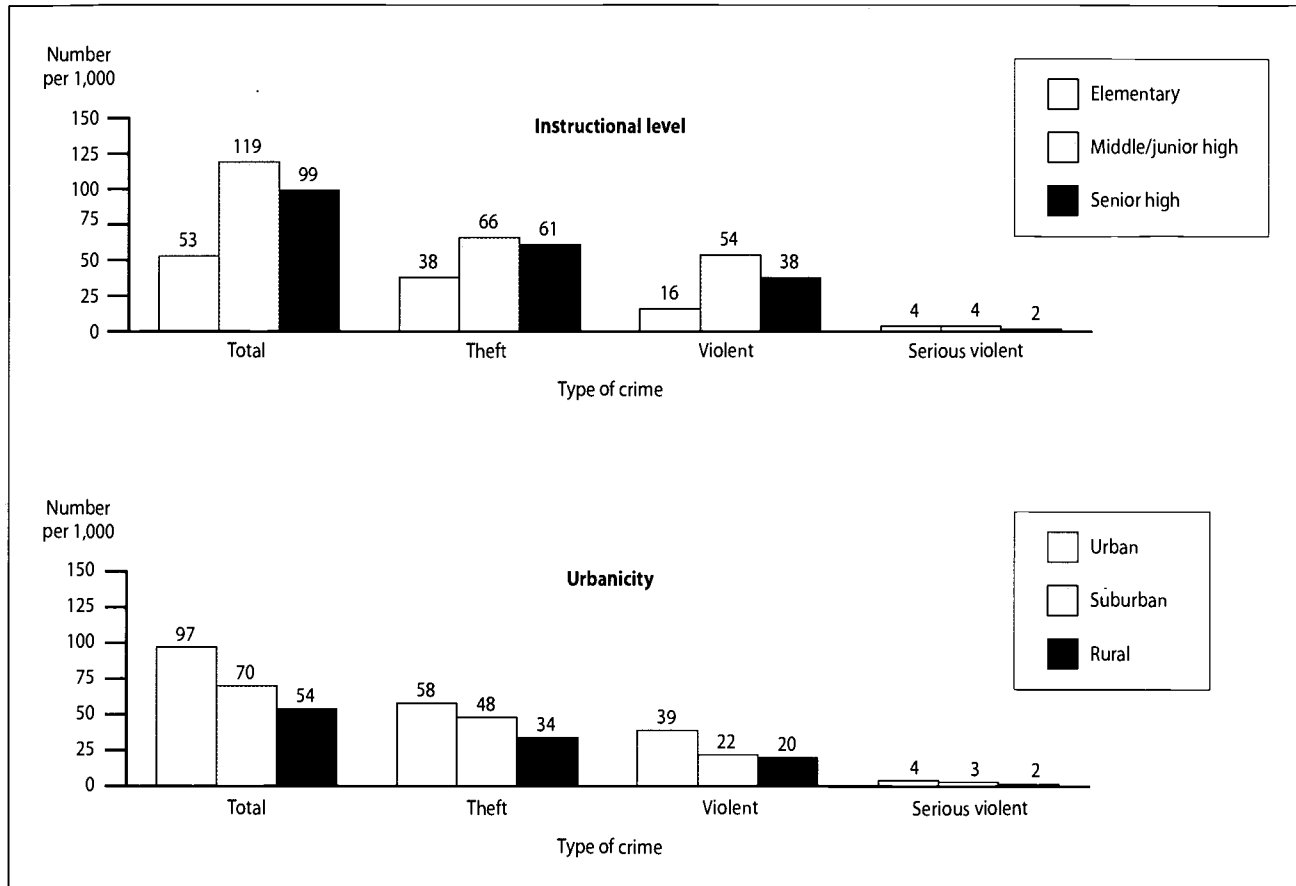 Number
per 1,000
Instructional level
Elementary
Middle/junior high
Senior high
150
125
100
75
50
25
0
53
119
99
38
66
61
16
54
38
4
4
2
Total
Theft
Violent
Serious violent
Type of crime
Number
per 1,000
Urbanicity
Urban
Suburban
Rural
150
125
100
75
50
25
0
97
70
54
58
48
34
39
22
20
4
3
2
Total
Theft
Violent
Serious violent
Type of crime